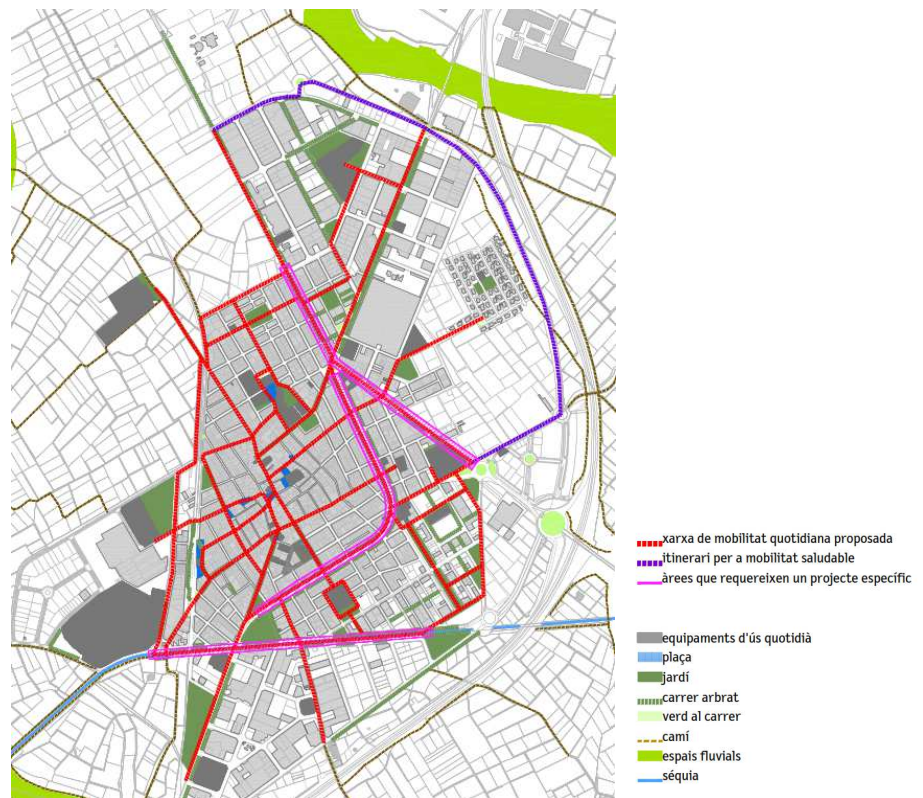 xarxa de mobilitat quotidiana proposada
itinerari per a mobilitat saludable
àrees que requereixen un projecte específic
equipaments d'ús quotidià
plaça
jardí
carrer arbrat
verd al carrer
camí
espais fluvials
séquia